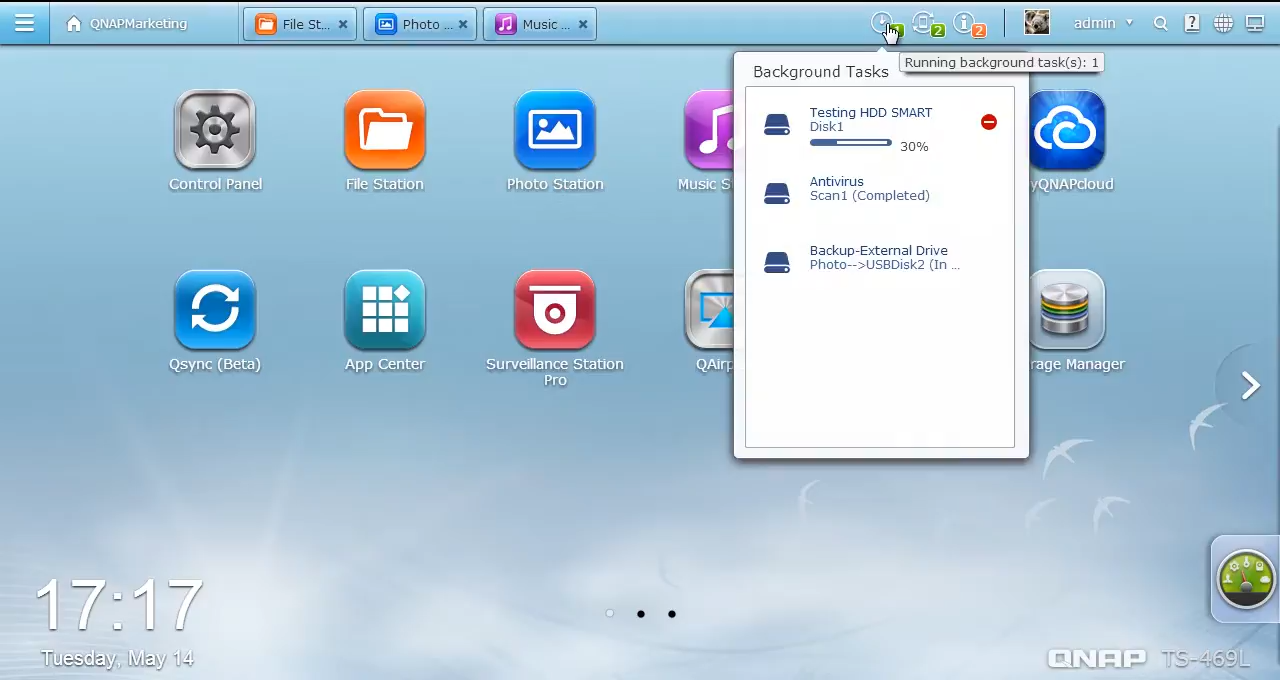 QNAPMarketing
File St...
Photo ...
Music ...
1
2
2
admin
Running background task(s): 1
Background Tasks
Testing HDD SMART
Disk1
30%
Antivirus
Scan1 (Completed)
Backup-External Drive
Photo-->USBDisk2 (In ...
Control Panel
File Station
Photo Station
Music S
yQNAPcloud
Qsync (Beta)
App Center
Surveillance Station
Pro
QAirp
rage Manager
17:17
Tuesday, May 14
QNAP TS-469L